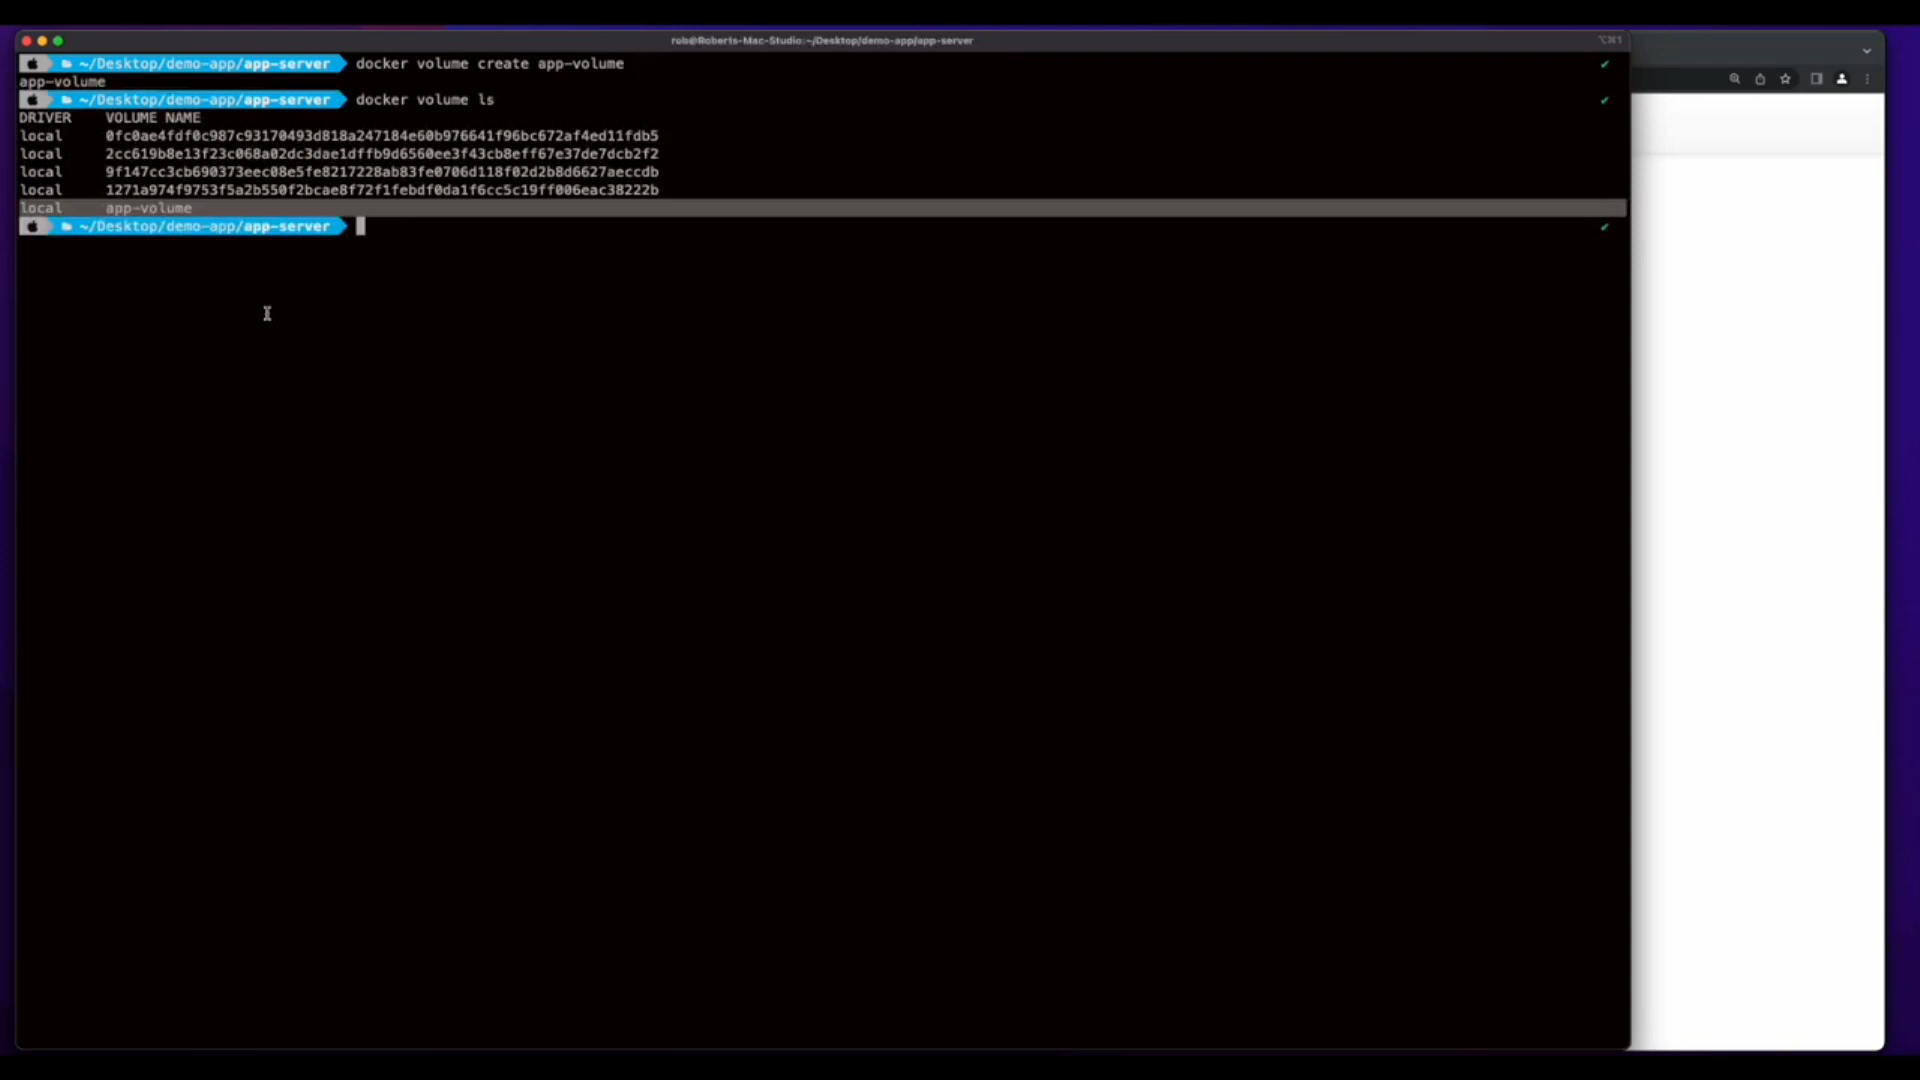 rob@Roberts-Mac-Studio:~/Desktop/demo-app/app-server
⌥⌘1
~/Desktop/demo-app/app-server docker volume create app-volume ✔
app-volume
~/Desktop/demo-app/app-server docker volume ls ✔
DRIVER VOLUME NAME
local 0fc0ae4fdf0c987c93170493d818a247184e60b976641f96bc672af4ed11fdb5
local 2cc619b8e13f23c068a02dc3dae1dffb9d6560ee3f43cb8eff67e37de7dcb2f2
local 9f147cc3cb690373eec08e5fe8217228ab83fe0706d118f02d2b8d6627aeccdb
local 1271a974f9753f5a2b550f2bcae8f72f1febdf0da1f6cc5c19ff006eac38222b
local app-volume
~/Desktop/demo-app/app-server ✔